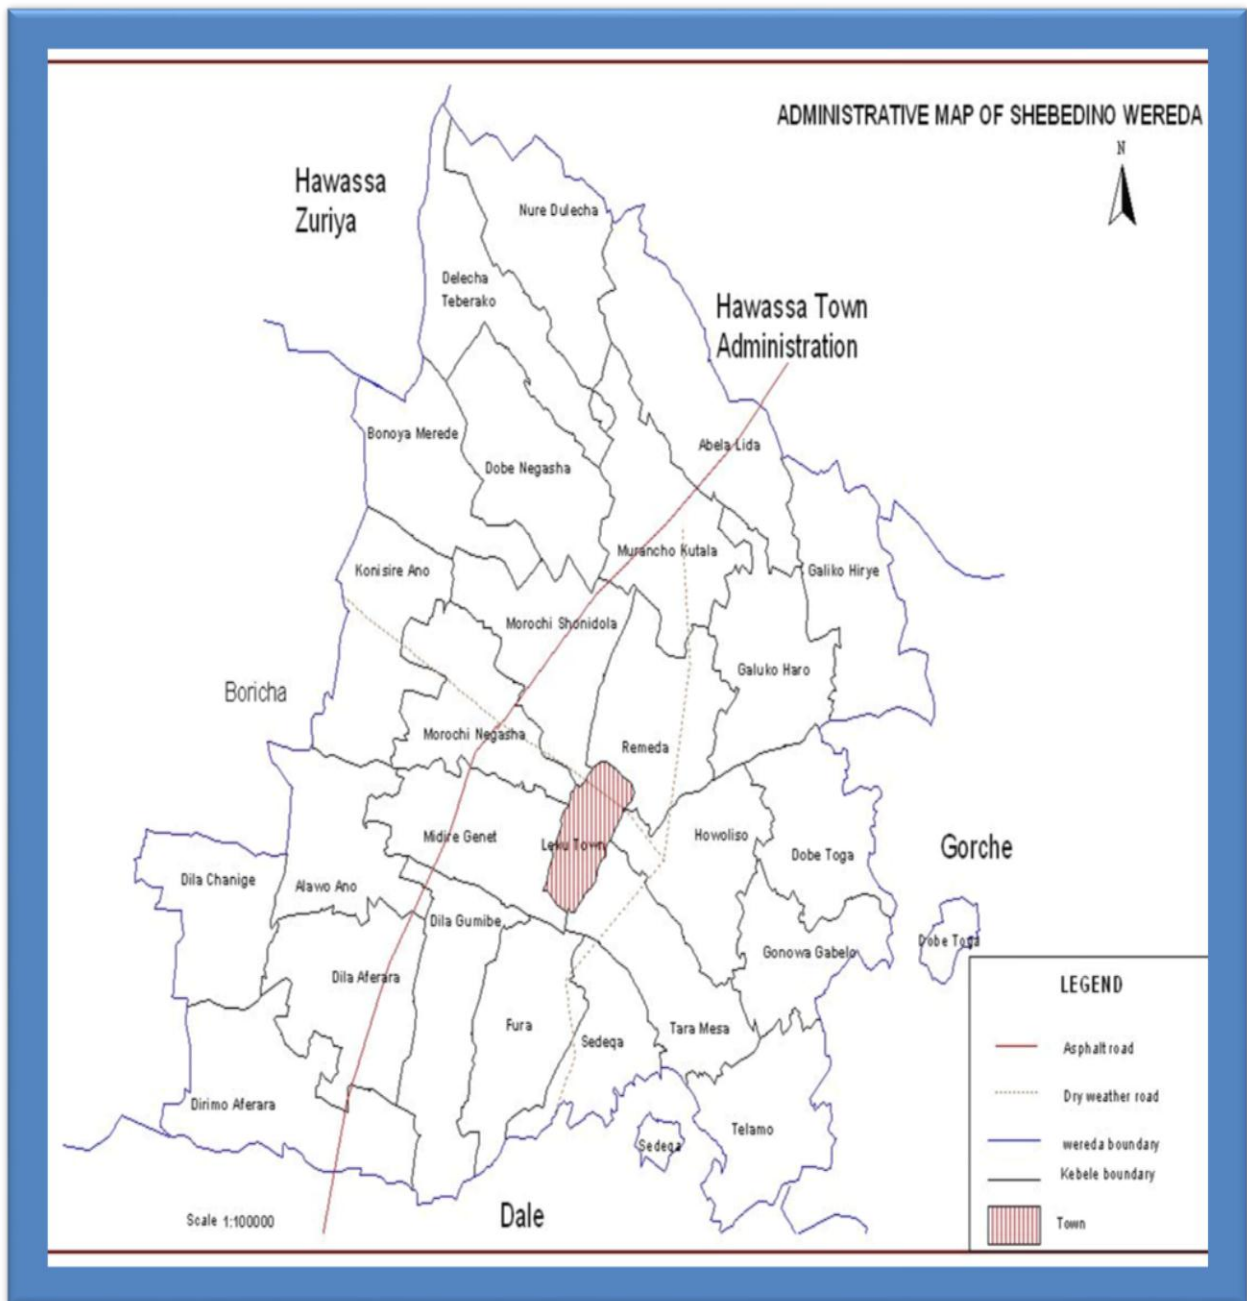 ADMINISTRATIVE MAP OF SHEBEDINO WEREDA
N
Hawassa
Zuriya
Nure Dulecha
Delecha
Teberako
Hawassa Town
Administration
Bonoya Merede
Abela Lida
Dobe Negasha
Murancho Kutala
Konisire Ano
Galiko Hirye
Morochi Shonidola
Galuko Haro
Boricha
Morochi Negasha
Remeda
Midire Genet
Howoliso
Leku Town
Gorche
Dobe Toga
Dila Chanige
Alawo Ano
Dila Gumibe
Dobe Toga
Gonowa Gabelo
Dila Aferara
Fura
Tara Mesa
Sedeqa
Dirimo Aferara
Telamo
Sedeqa
Dale
Scale 1:100000
LEGEND
Asphalt road
Dry weather road
wereda boundary
Kebele boundary
Town